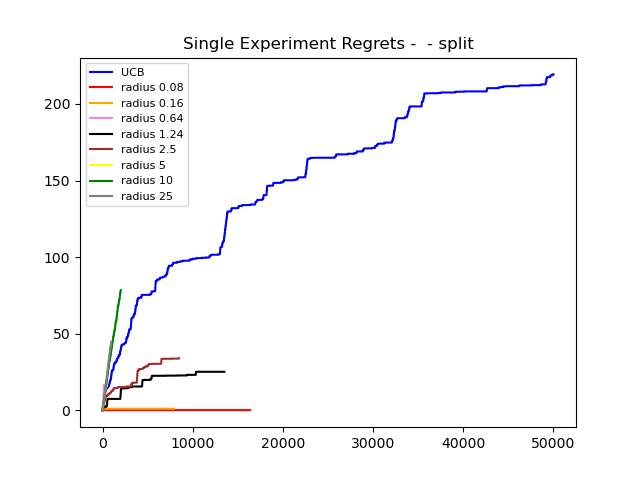 Single Experiment Regrets -  - split
UCB
radius 0.08
radius 0.16
radius 0.64
radius 1.24
radius 2.5
radius 5
radius 10
radius 25
200
150
100
50
0
0 10000 20000 30000 40000 50000